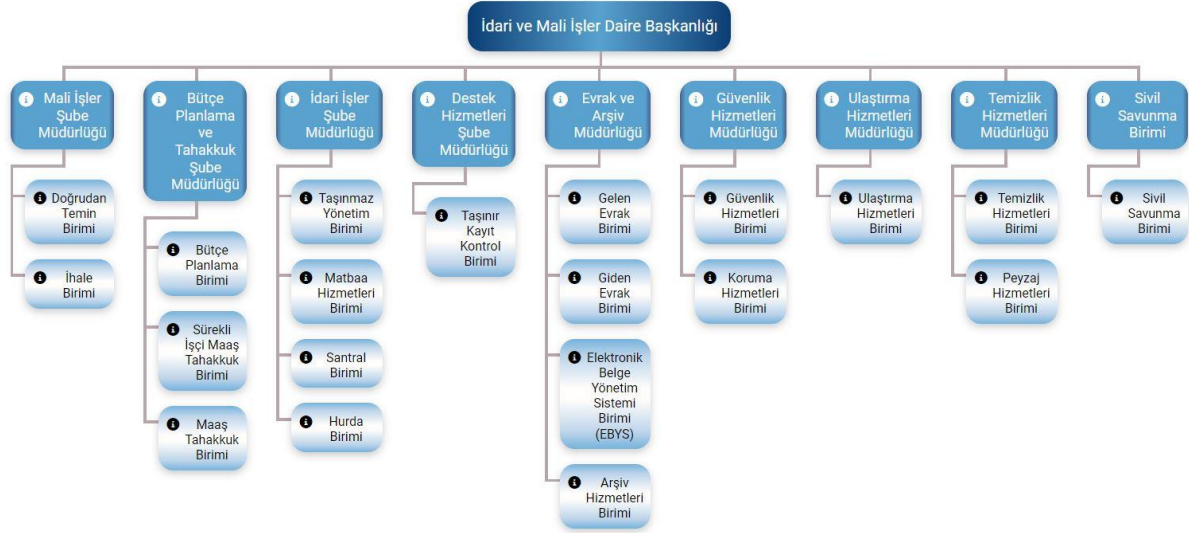 İdari ve Mali İşler Daire Başkanlığı
Mali İşler
Şube
Müdürlüğü
Doğrudan
Temin
Birimi
İhale
Birimi
Bütçe
Planlama
ve
Tahakkuk
Şube
Müdürlüğü
Bütçe
Planlama
Birimi
Sürekli
İşçi Maaş
Tahakkuk
Birimi
Maaş
Tahakkuk
Birimi
İdari İşler
Şube
Müdürlüğü
Taşınmaz
Yönetim
Birimi
Matbaa
Hizmetleri
Birimi
Santral
Birimi
Hurda
Birimi
Destek
Hizmetleri
Şube
Müdürlüğü
Taşınır
Kayıt
Kontrol
Birimi
Evrak ve
Arşiv
Müdürlüğü
Gelen
Evrak
Birimi
Giden
Evrak
Birimi
Elektronik
Belge
Yönetim
Sistemi
Birimi
(EBYS)
Arşiv
Hizmetleri
Birimi
Güvenlik
Hizmetleri
Müdürlüğü
Güvenlik
Hizmetleri
Birimi
Koruma
Hizmetleri
Birimi
Ulaştırma
Hizmetleri
Müdürlüğü
Ulaştırma
Hizmetleri
Birimi
Temizlik
Hizmetleri
Müdürlüğü
Temizlik
Hizmetleri
Birimi
Peyzaj
Hizmetleri
Birimi
Sivil
Savunma
Birimi
Sivil
Savunma
Birimi